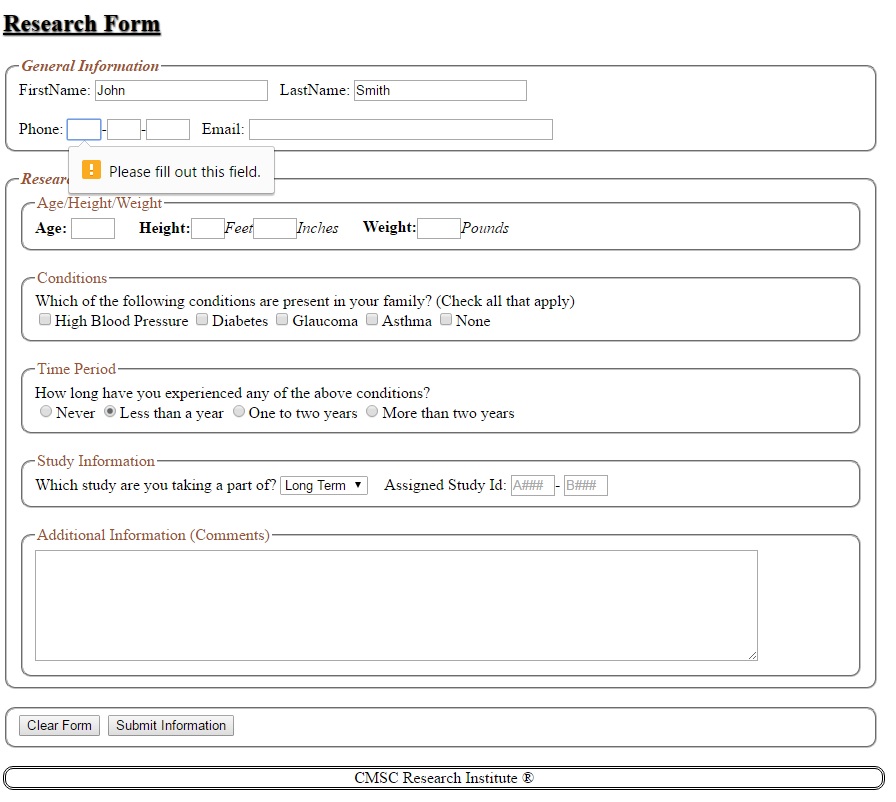 Research Form
General Information
FirstName: John LastName: Smith
Phone: - - Email:
Please fill out this field.
Resear
Age/Height/Weight
Age: Height: Feet Inches Weight: Pounds
Conditions
Which of the following conditions are present in your family? (Check all that apply)
High Blood Pressure Diabetes Glaucoma Asthma None
Time Period
How long have you experienced any of the above conditions?
Never Less than a year One to two years More than two years
Study Information
Which study are you taking a part of? Long Term Assigned Study Id: A### - B###
Additional Information (Comments)
Clear Form Submit Information
CMSC Research Institute ®